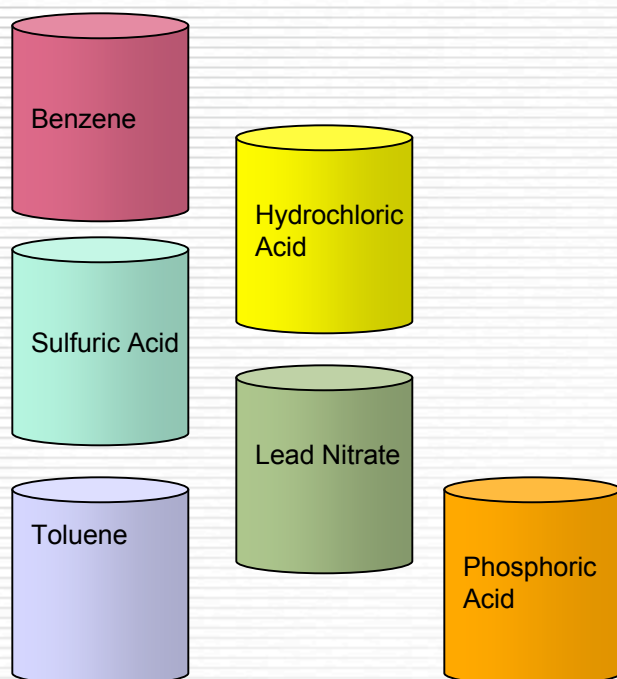 Benzene
Hydrochloric
Acid
Sulfuric Acid
Lead Nitrate
Toluene
Phosphoric
Acid